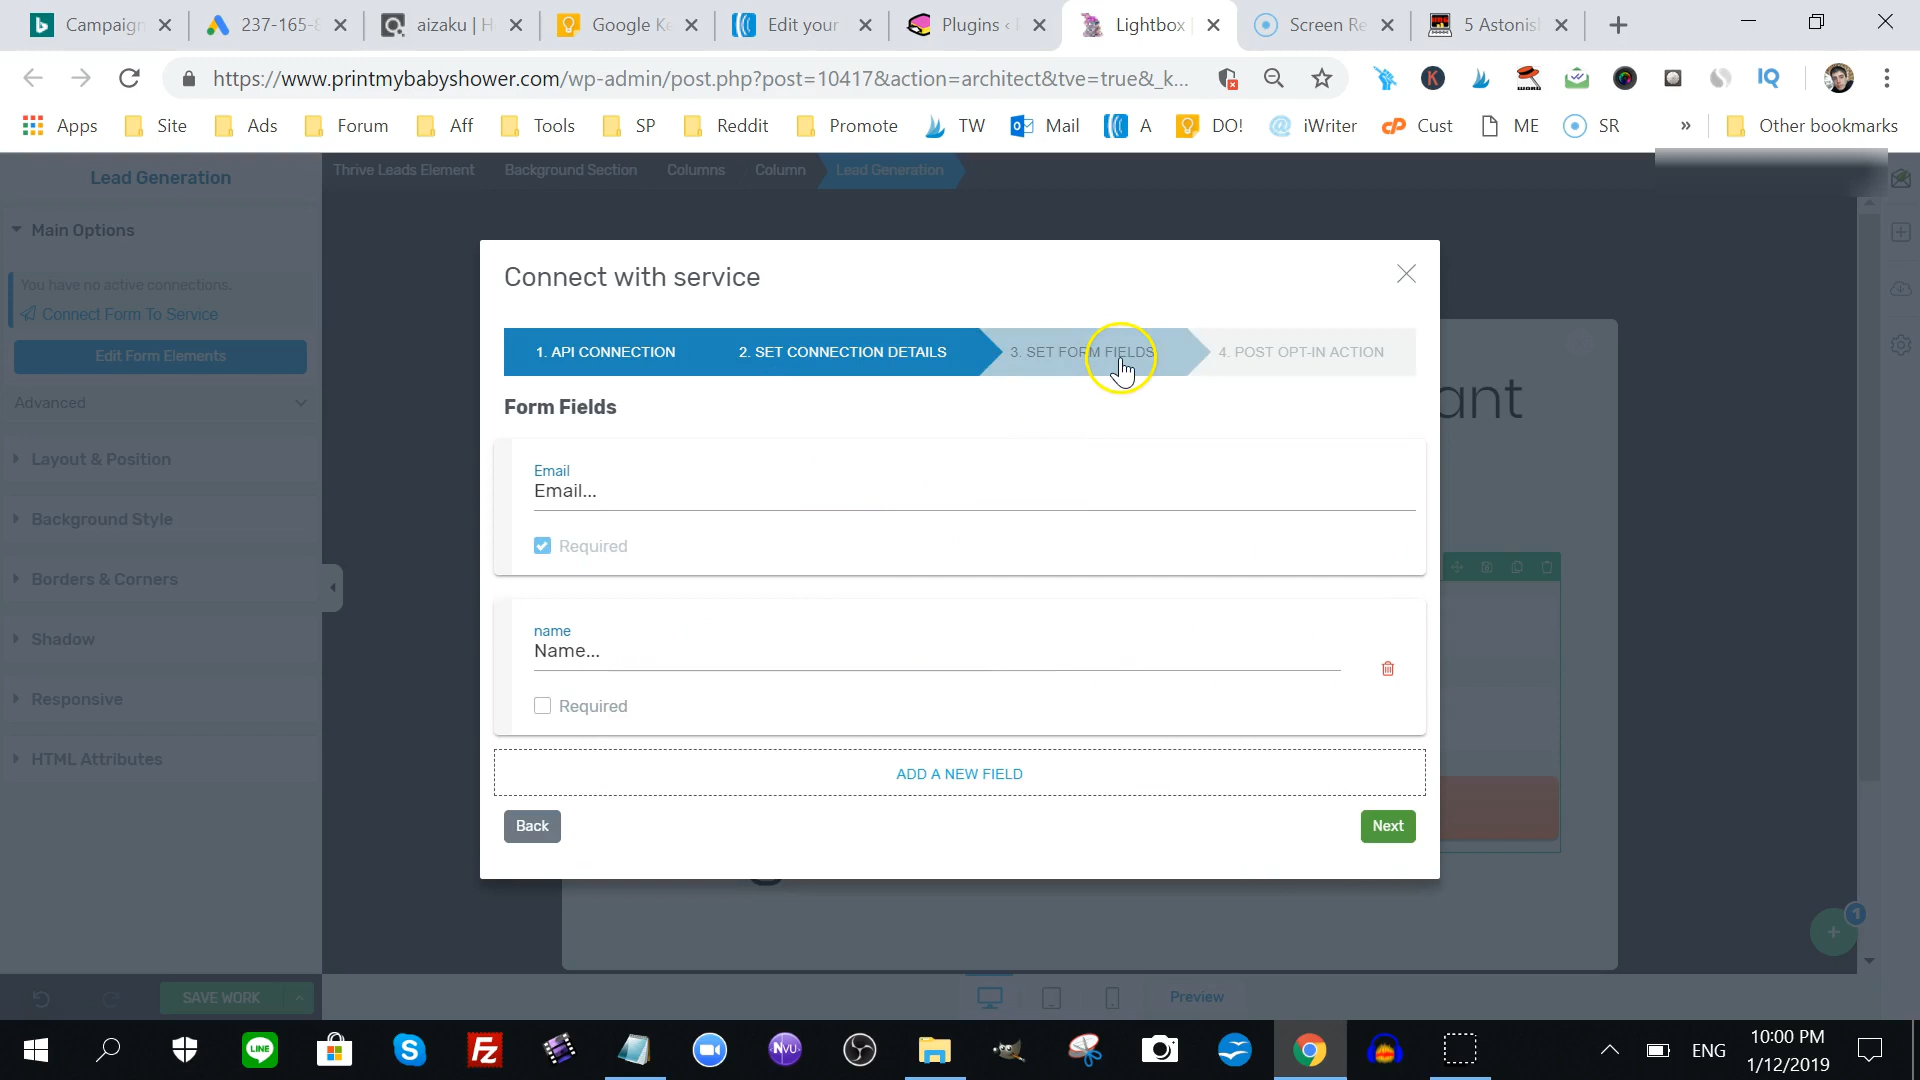 Campaign
237-165-8
aizaku | H
Google Ke
Edit your
Plugins ‹
Lightbox
Screen Re
5 Astonis
https://www.printmybabyshower.com/wp-admin/post.php?post=10417&action=architect&tve=true&_k...
K
WORD
IQ
Apps
Site
Ads
Forum
Aff
Tools
SP
Reddit
Promote
TW
Mail
A
DO!
iWriter
Cust
ME
SR
»
Other bookmarks
Lead Generation
Thrive Leads Element
Background Section
Columns
Column
Lead Generation
Main Options
You have no active connections.
Connect Form To Service
Edit Form Elements
Advanced
Layout & Position
Background Style
Borders & Corners
Shadow
Responsive
HTML Attributes
Connect with service
1. API CONNECTION
2. SET CONNECTION DETAILS
3. SET FORM FIELDS
4. POST OPT-IN ACTION
Form Fields
Email
Email...
Required
name
Name...
Required
ADD A NEW FIELD
Back
Next
ant
1
SAVE WORK
Preview
LINE
NVU
ENG
10:00 PM
1/12/2019